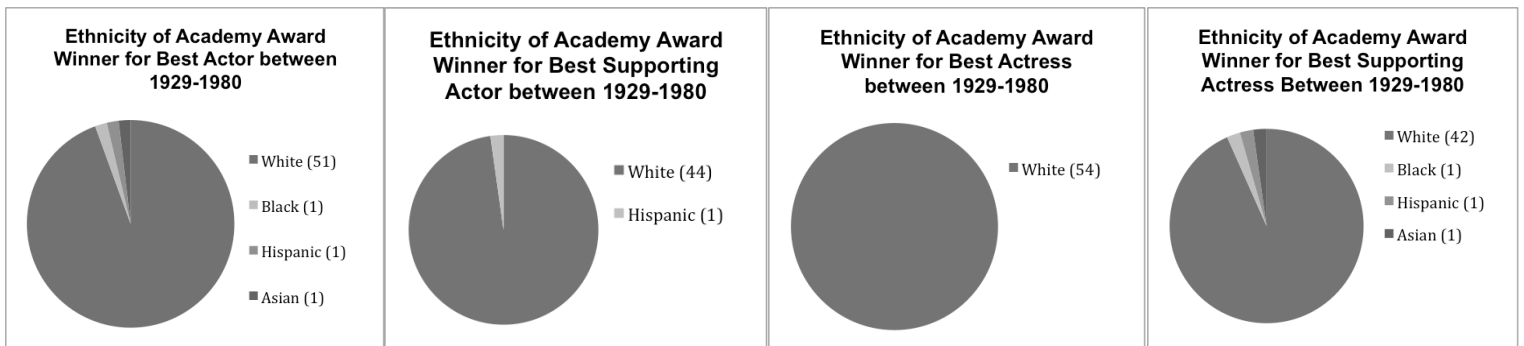 Ethnicity of Academy Award
Winner for Best Actor between
1929-1980
White (51)
Black (1)
Hispanic (1)
Asian (1)
Ethnicity of Academy Award
Winner for Best Supporting
Actor between 1929-1980
White (44)
Hispanic (1)
Ethnicity of Academy Award
Winner for Best Actress
between 1929-1980
White (54)
Ethnicity of Academy Award
Winner for Best Supporting
Actress Between 1929-1980
White (42)
Black (1)
Hispanic (1)
Asian (1)